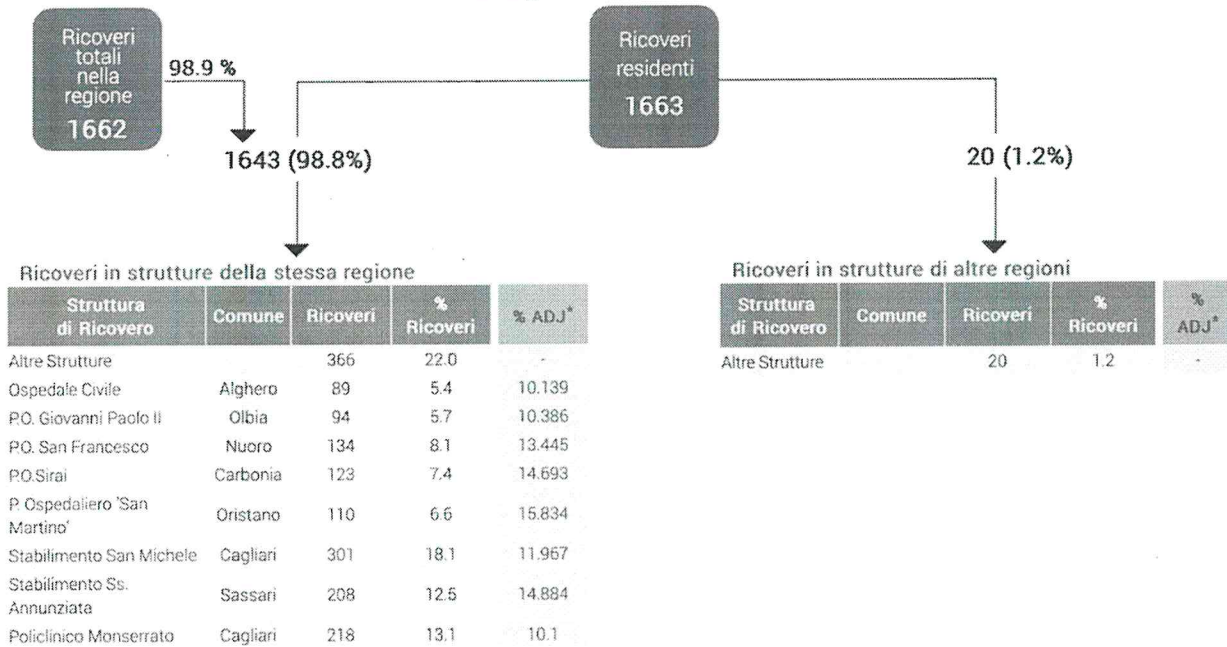 Ricoveri
totali
nella
regione
1662
98.9 %
Ricoveri
residenti
1663
1643 (98.8%)
20 (1.2%)
Ricoveri in strutture della stessa regione
Struttura di Ricovero Comune Ricoveri % Ricoveri % ADJ*
Altre Strutture 366 22.0 -
Ospedale Civile Alghero 89 5.4 10.139
P.O. Giovanni Paolo II Olbia 94 5.7 10.386
P.O. San Francesco Nuoro 134 8.1 13.445
P.O.Sirai Carbonia 123 7.4 14.693
P. Ospedaliero 'San
Martino' Oristano 110 6.6 15.834
Stabilimento San Michele Cagliari 301 18.1 11.967
Stabilimento Ss.
Annunziata Sassari 208 12.5 14.884
Policlinico Monserrato Cagliari 218 13.1 10.1
Ricoveri in strutture di altre regioni
Struttura di Ricovero Comune Ricoveri % Ricoveri % ADJ*
Altre Strutture 20 1.2 -